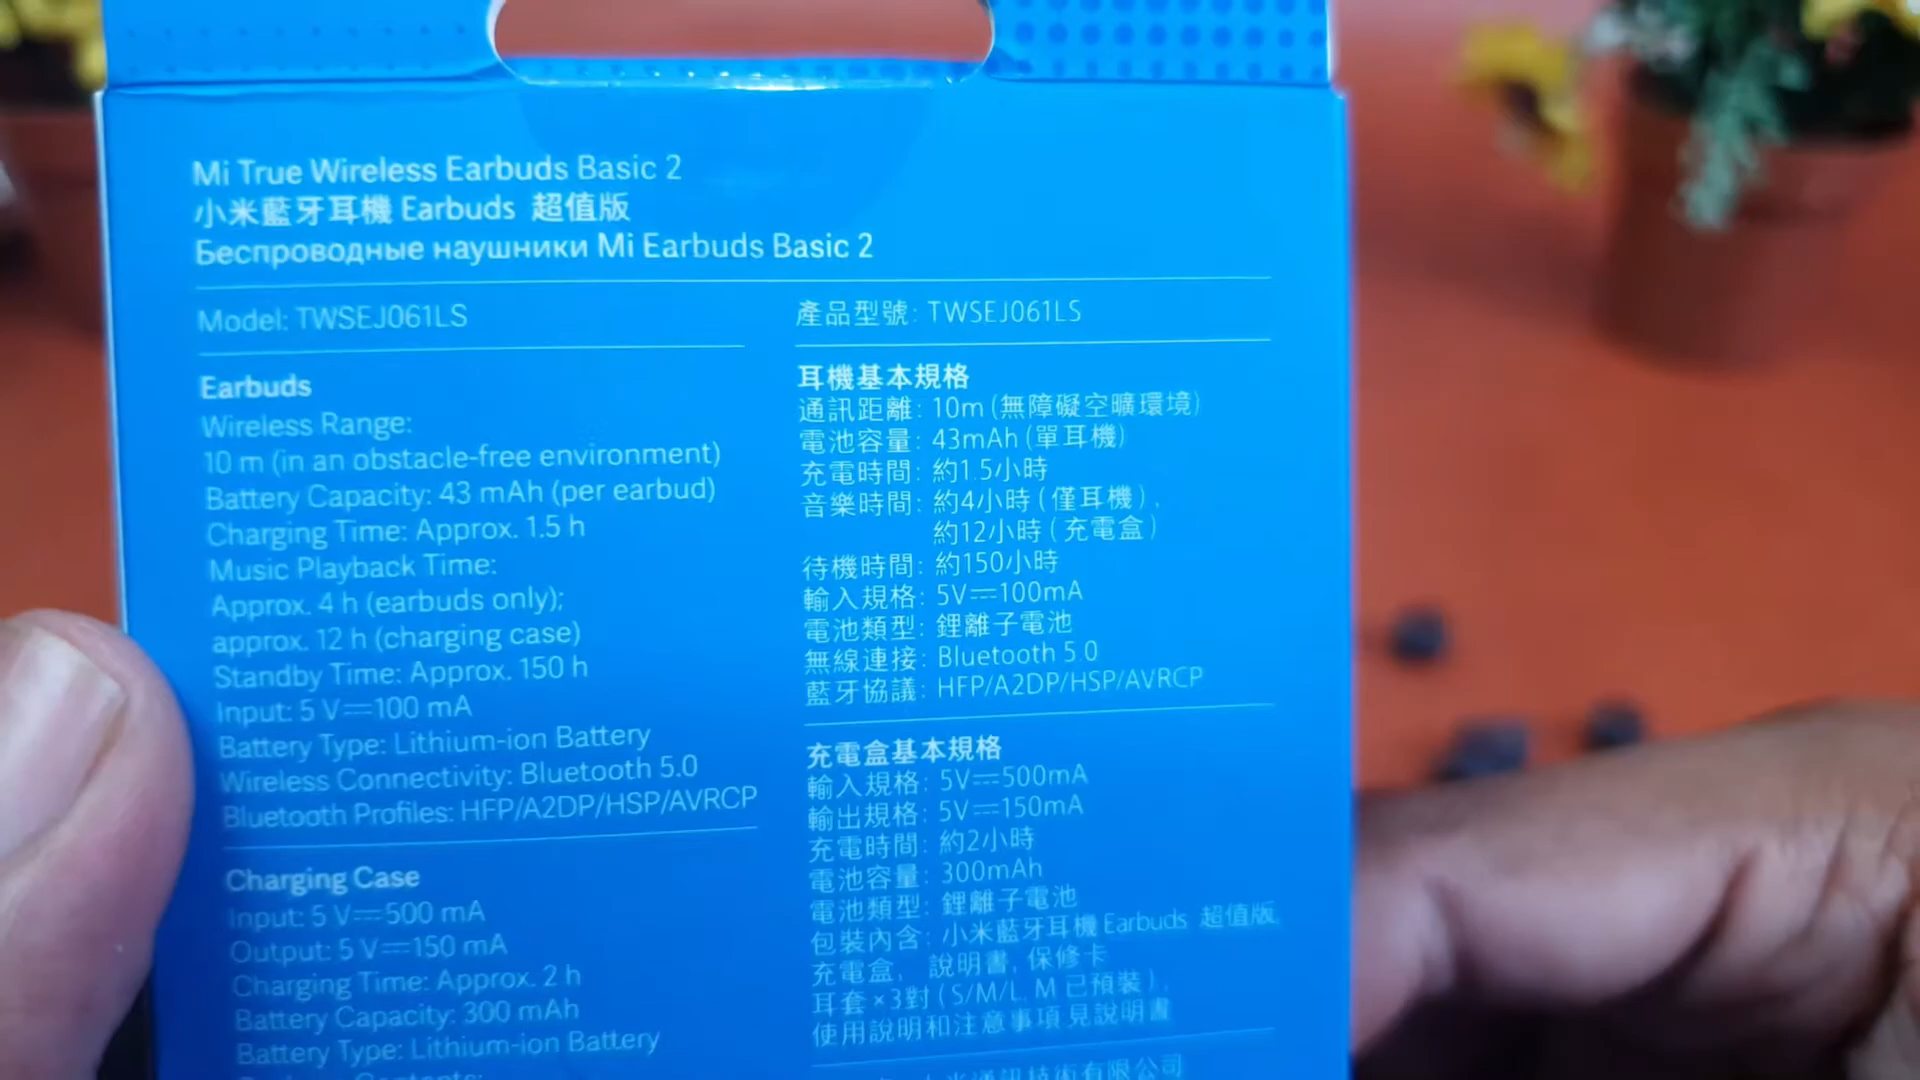 Mi True Wireless Earbuds Basic 2
小米藍牙耳機 Earbuds 超值版
Беспроводные наушники Mi Earbuds Basic 2
Model: TWSEJ061LS
Earbuds
Wireless Range:
10 m (in an obstacle-free environment)
Battery Capacity: 43 mAh (per earbud)
Charging Time: Approx. 1.5 h
Music Playback Time:
Approx. 4 h (earbuds only);
approx. 12 h (charging case)
Standby Time: Approx. 150 h
Input: 5 V⎓100 mA
Battery Type: Lithium-ion Battery
Wireless Connectivity: Bluetooth 5.0
Bluetooth Profiles: HFP/A2DP/HSP/AVRCP
Charging Case
Input: 5 V⎓500 mA
Output: 5 V⎓150 mA
Charging Time: Approx. 2 h
Battery Capacity: 300 mAh
Battery Type: Lithium-ion Battery
產品型號: TWSEJ061LS
耳機基本規格
通訊距離: 10m (無障礙空曠環境)
電池容量: 43mAh (單耳機)
充電時間: 約1.5小時
音樂時間: 約4小時 (僅耳機),
約12小時 (充電盒)
待機時間: 約150小時
輸入規格: 5V⎓100mA
電池類型: 鋰離子電池
無線連接: Bluetooth 5.0
藍牙協議: HFP/A2DP/HSP/AVRCP
充電盒基本規格
輸入規格: 5V⎓500mA
輸出規格: 5V⎓150mA
充電時間: 約2小時
電池容量: 300mAh
電池類型: 鋰離子電池
包裝內含: 小米藍牙耳機 Earbuds 超值版,
充電盒, 說明書, 保修卡
耳套×3對 (S/M/L, M 已預裝),
使用說明和注意事項見說明書
小米通訊技術有限公司